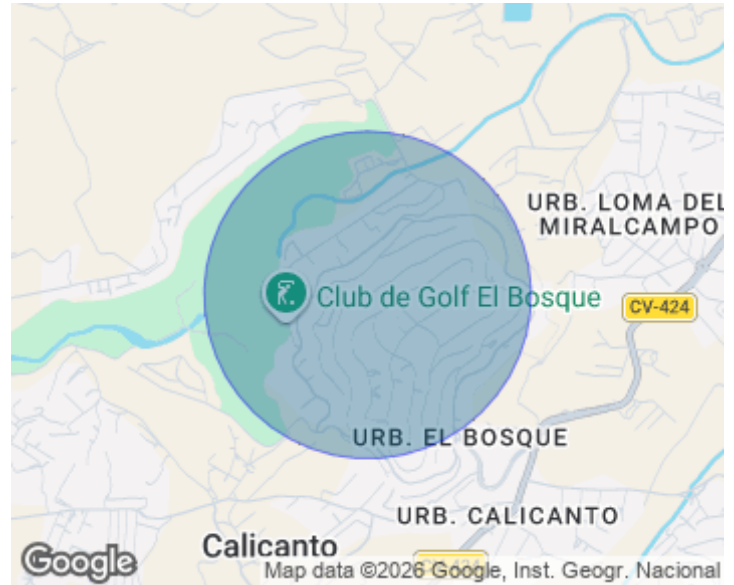 URB. LOMA DEL
MIRALCAMPO
Club de Golf El Bosque
CV-424
URB. EL BOSQUE
URB. CALICANTO
Calicanto
Google
Map data ©2026 Google, Inst. Geogr. Nacional